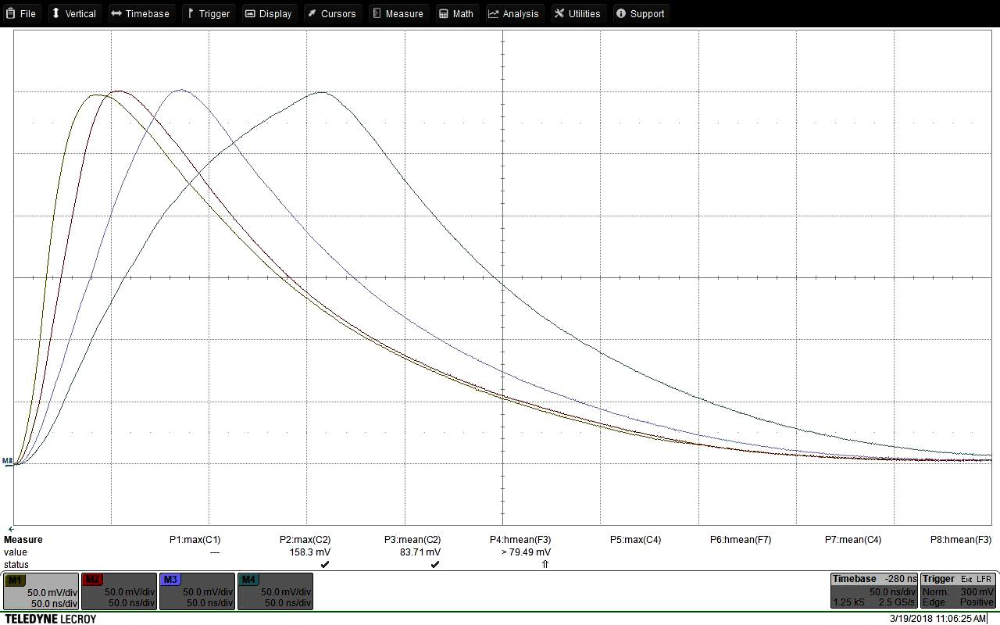 File Vertical Timebase Trigger Display Cursors Measure Math Analysis Utilities Support
Measure P1:max(C1) P2:max(C2) P3:mean(C2) P4:hmean(F3) P5:max(C4) P6:hmean(F7) P7:mean(C4) P8:hmean(F3)
value --- 158.3 mV 83.71 mV > 79.49 mV
status
M1 M2 M3 M4
50.0 mV/div 50.0 mV/div 50.0 mV/div 50.0 mV/div
50.0 ns/div 50.0 ns/div 50.0 ns/div 50.0 ns/div
Timebase -280 ns Trigger Ext LFR
50.0 ns/div Norm. 300 mV
1.25 kS 2.5 GS/s Edge Positive
TELEDYNE LECROY 3/19/2018 11:06:25 AM